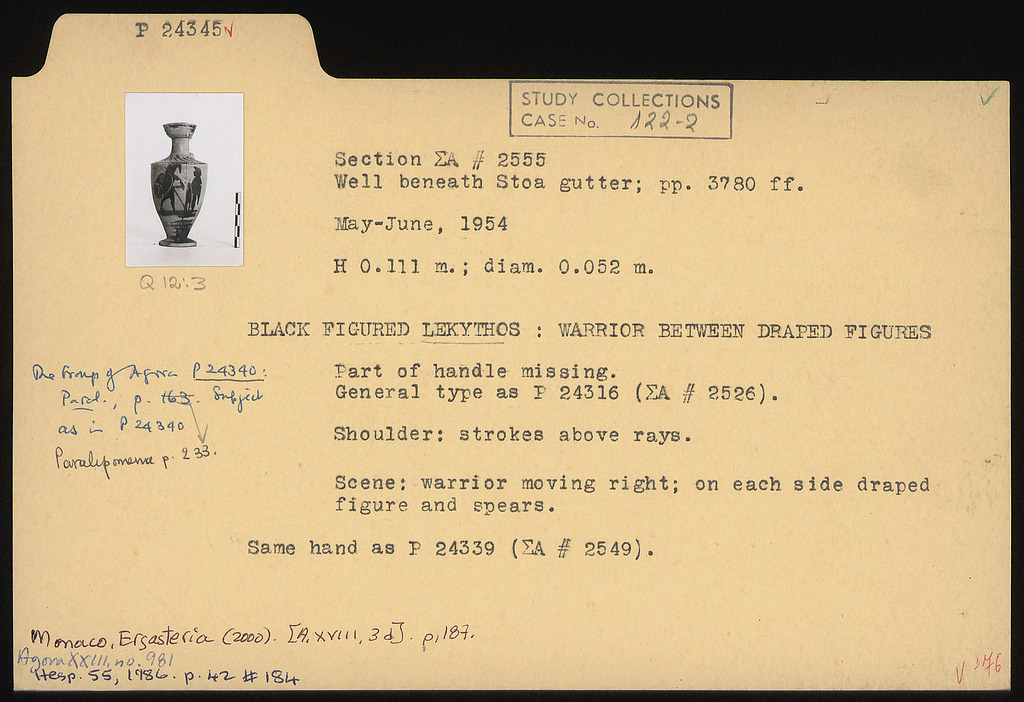 P 24345 √
STUDY COLLECTIONS
CASE No. 122-2
Section ΣA # 2555
Well beneath Stoa gutter; pp. 3780 ff.
May-June, 1954
H 0.111 m.; diam. 0.052 m.
Q 12:3
BLACK FIGURED LEKYTHOS : WARRIOR BETWEEN DRAPED FIGURES
Part of handle missing.
General type as P 24316 (ΣA # 2526).
Shoulder: strokes above rays.
Scene: warrior moving right; on each side draped
figure and spears.
Same hand as P 24339 (ΣA # 2549).
The Group of Agora P 24340:
Paral., p. 163. Subject
as in P 24340
Paralipomena p. 233.
Monaco, Ergasteria (2000). [A.XVIII, 3d]. p. 187.
Agora XXIII, no. 981
Hesp. 55, 1986. p. 42 # 184